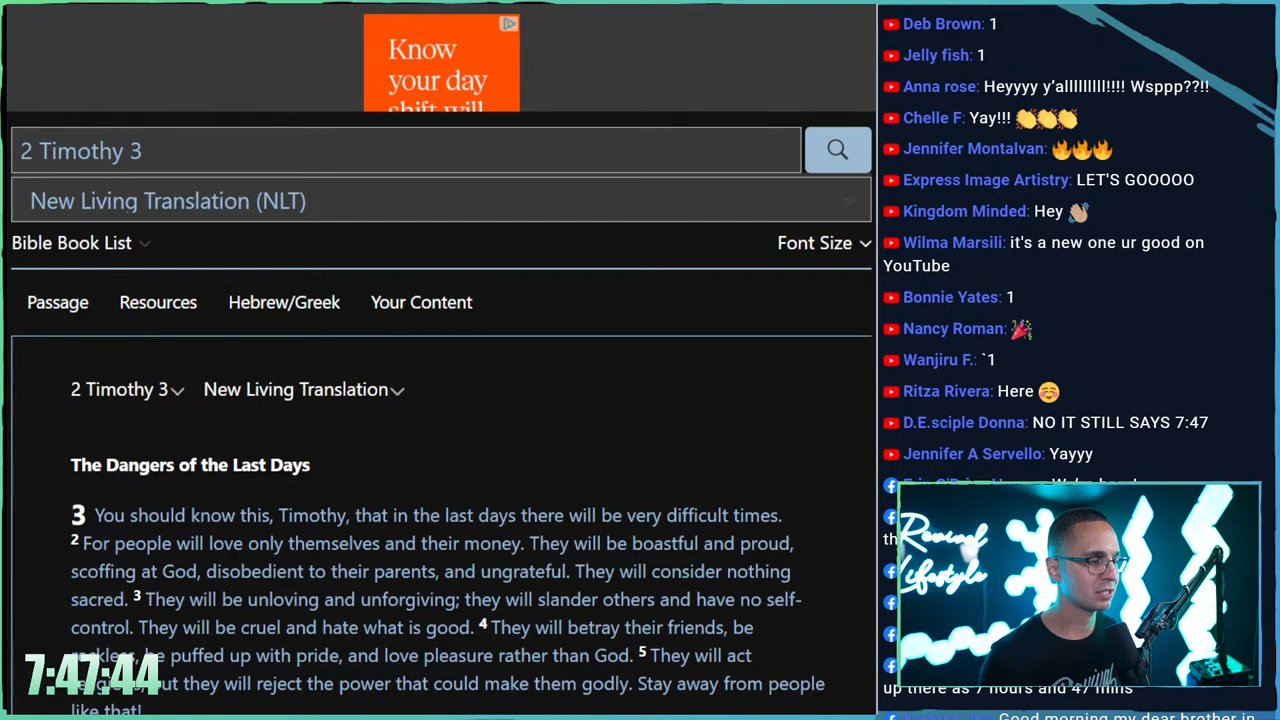 Know
your day
shift will
2 Timothy 3
New Living Translation (NLT)
Bible Book List
Font Size
Passage
Resources
Hebrew/Greek
Your Content
2 Timothy 3
New Living Translation
The Dangers of the Last Days
3 You should know this, Timothy, that in the last days there will be very difficult times.
2 For people will love only themselves and their money. They will be boastful and proud,
scoffing at God, disobedient to their parents, and ungrateful. They will consider nothing
sacred. 3 They will be unloving and unforgiving; they will slander others and have no self-
control. They will be cruel and hate what is good. 4 They will betray their friends, be
reckless, be puffed up with pride, and love pleasure rather than God. 5 They will act
but they will reject the power that could make them godly. Stay away from people
like that!
7:47:44
Deb Brown: 1
Jelly fish: 1
Anna rose: Heyyyy y’alllllllll!!!! Wsppp??!!
Chelle F: Yay!!! 👏👏👏
Jennifer Montalvan: 🔥🔥🔥
Express Image Artistry: LET'S GOOOOO
Kingdom Minded: Hey 👋🏼
Wilma Marsili: it's a new one ur good on
YouTube
Bonnie Yates: 1
Nancy Roman: 🎉
Wanjiru F.: `1
Ritza Rivera: Here ☺️
D.E.sciple Donna: NO IT STILL SAYS 7:47
Jennifer A Servello: Yayyy
Revival
Lifestyle
up there as 7 hours and 47 mins
Good morning my dear brother in